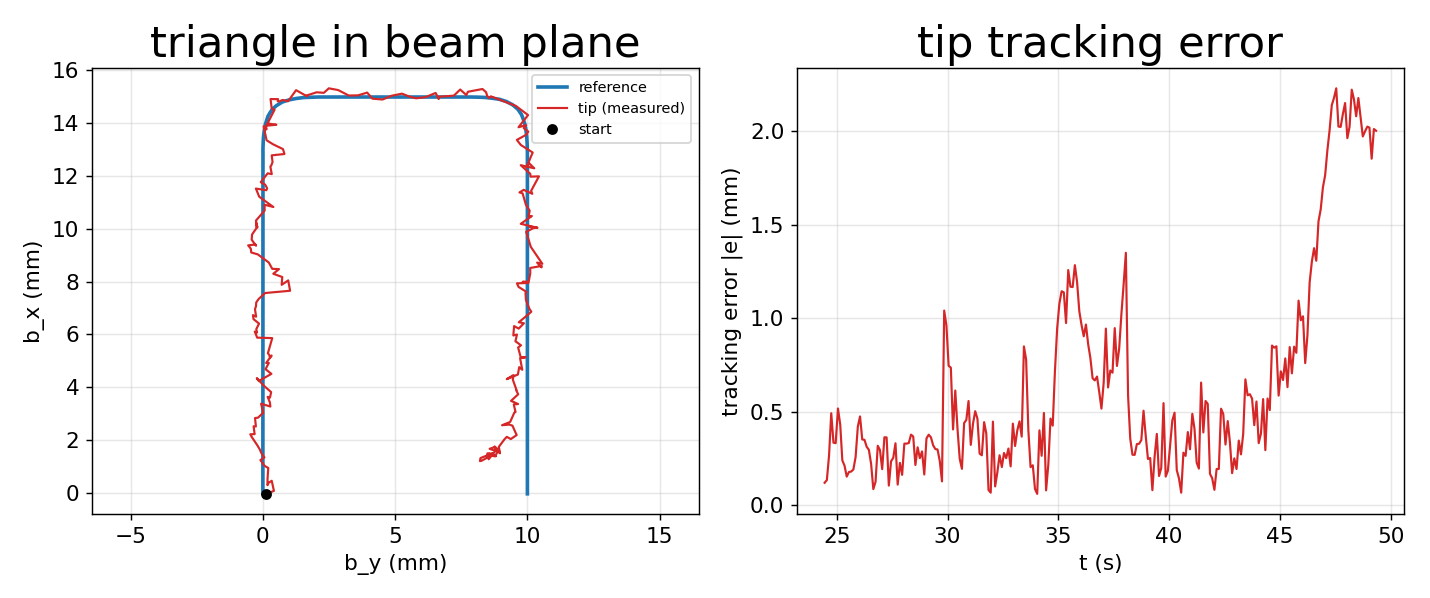 triangle in beam plane
16
14
12
10
8
6
4
2
0
b_x (mm)
−5
0
5
10
15
b_y (mm)
reference
tip (measured)
start
tip tracking error
2.0
1.5
1.0
0.5
0.0
tracking error |e| (mm)
25
30
35
40
45
50
t (s)